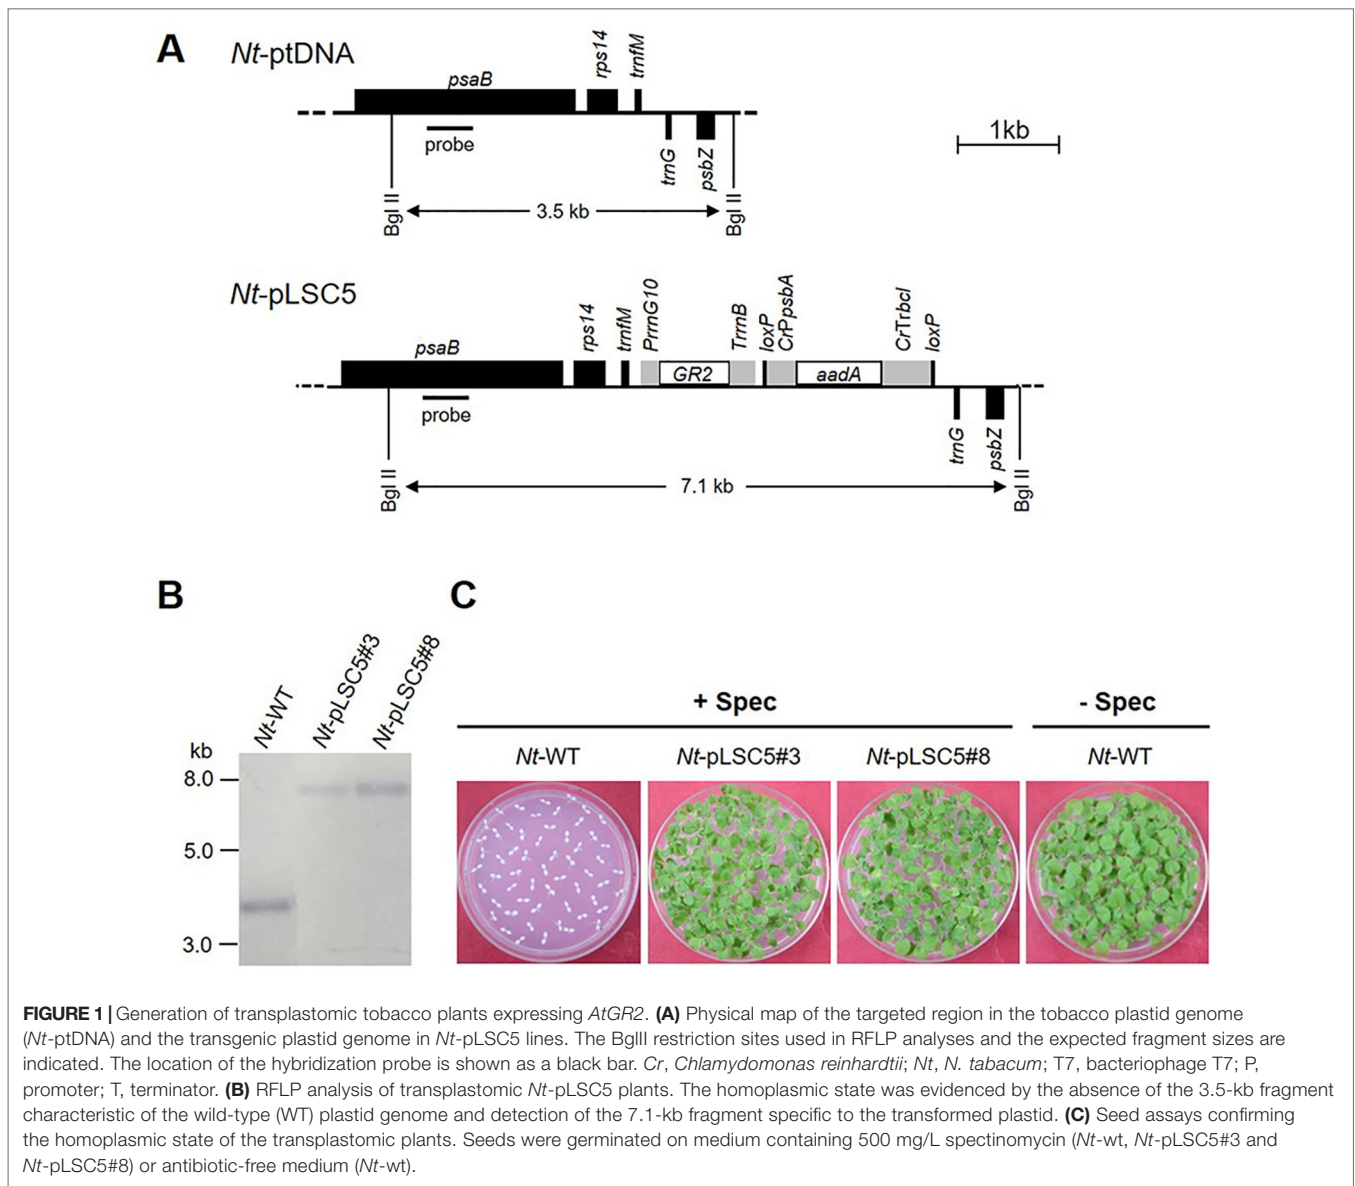 A
Nt-ptDNA
psaB
rps14
trnfM
probe
trnG
psbZ
1kb
Bgl II
3.5 kb
Bgl II
Nt-pLSC5
psaB
rps14
trnfM
PrrnG10
GR2
TrrnB
loxP
CrPpsbA
aadA
CrTrbcl
loxP
probe
trnG
psbZ
Bgl II
7.1 kb
Bgl II
B
Nt-WT
Nt-pLSC5#3
Nt-pLSC5#8
kb
8.0
5.0
3.0
C
+ Spec
- Spec
Nt-WT
Nt-pLSC5#3
Nt-pLSC5#8
Nt-WT
FIGURE 1 | Generation of transplastomic tobacco plants expressing AtGR2. (A) Physical map of the targeted region in the tobacco plastid genome
(Nt-ptDNA) and the transgenic plastid genome in Nt-pLSC5 lines. The BglII restriction sites used in RFLP analyses and the expected fragment sizes are
indicated. The location of the hybridization probe is shown as a black bar. Cr, Chlamydomonas reinhardtii; Nt, N. tabacum; T7, bacteriophage T7; P,
promoter; T, terminator. (B) RFLP analysis of transplastomic Nt-pLSC5 plants. The homoplasmic state was evidenced by the absence of the 3.5-kb fragment
characteristic of the wild-type (WT) plastid genome and detection of the 7.1-kb fragment specific to the transformed plastid. (C) Seed assays confirming
the homoplasmic state of the transplastomic plants. Seeds were germinated on medium containing 500 mg/L spectinomycin (Nt-wt, Nt-pLSC5#3 and
Nt-pLSC5#8) or antibiotic-free medium (Nt-wt).